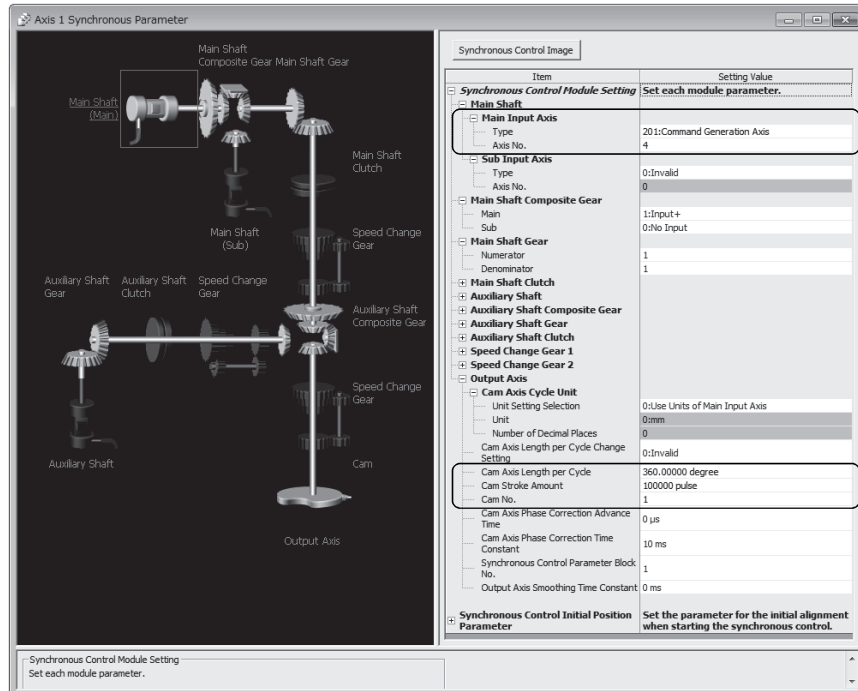 Axis 1 Synchronous Parameter
Main Shaft
Composite Gear Main Shaft Gear
Main Shaft
(Main)
Main Shaft
Clutch
Main Shaft
(Sub)
Speed Change
Gear
Auxiliary Shaft
Gear
Auxiliary Shaft
Clutch
Speed Change
Gear
Auxiliary Shaft
Composite Gear
Speed Change
Gear
Auxiliary Shaft
Cam
Output Axis
Synchronous Control Image
Item Setting Value
Synchronous Control Module Setting Set each module parameter.
Main Shaft
Main Input Axis
Type 201:Command Generation Axis
Axis No. 4
Sub Input Axis
Type 0:Invalid
Axis No. 0
Main Shaft Composite Gear
Main 1:Input+
Sub 0:No Input
Main Shaft Gear
Numerator 1
Denominator 1
Main Shaft Clutch
Auxiliary Shaft
Auxiliary Shaft Composite Gear
Auxiliary Shaft Gear
Auxiliary Shaft Clutch
Speed Change Gear 1
Speed Change Gear 2
Output Axis
Cam Axis Cycle Unit
Unit Setting Selection 0:Use Units of Main Input Axis
Unit 0:mm
Number of Decimal Places 0
Cam Axis Length per Cycle Change
Setting 0:Invalid
Cam Axis Length per Cycle 360.00000 degree
Cam Stroke Amount 100000 pulse
Cam No. 1
Cam Axis Phase Correction Advance
Time 0 µs
Cam Axis Phase Correction Time
Constant 10 ms
Synchronous Control Parameter Block
No. 1
Output Axis Smoothing Time Constant 0 ms
Synchronous Control Initial Position
Parameter
Set the parameter for the initial alignment
when starting the synchronous control.
Synchronous Control Module Setting
Set each module parameter.